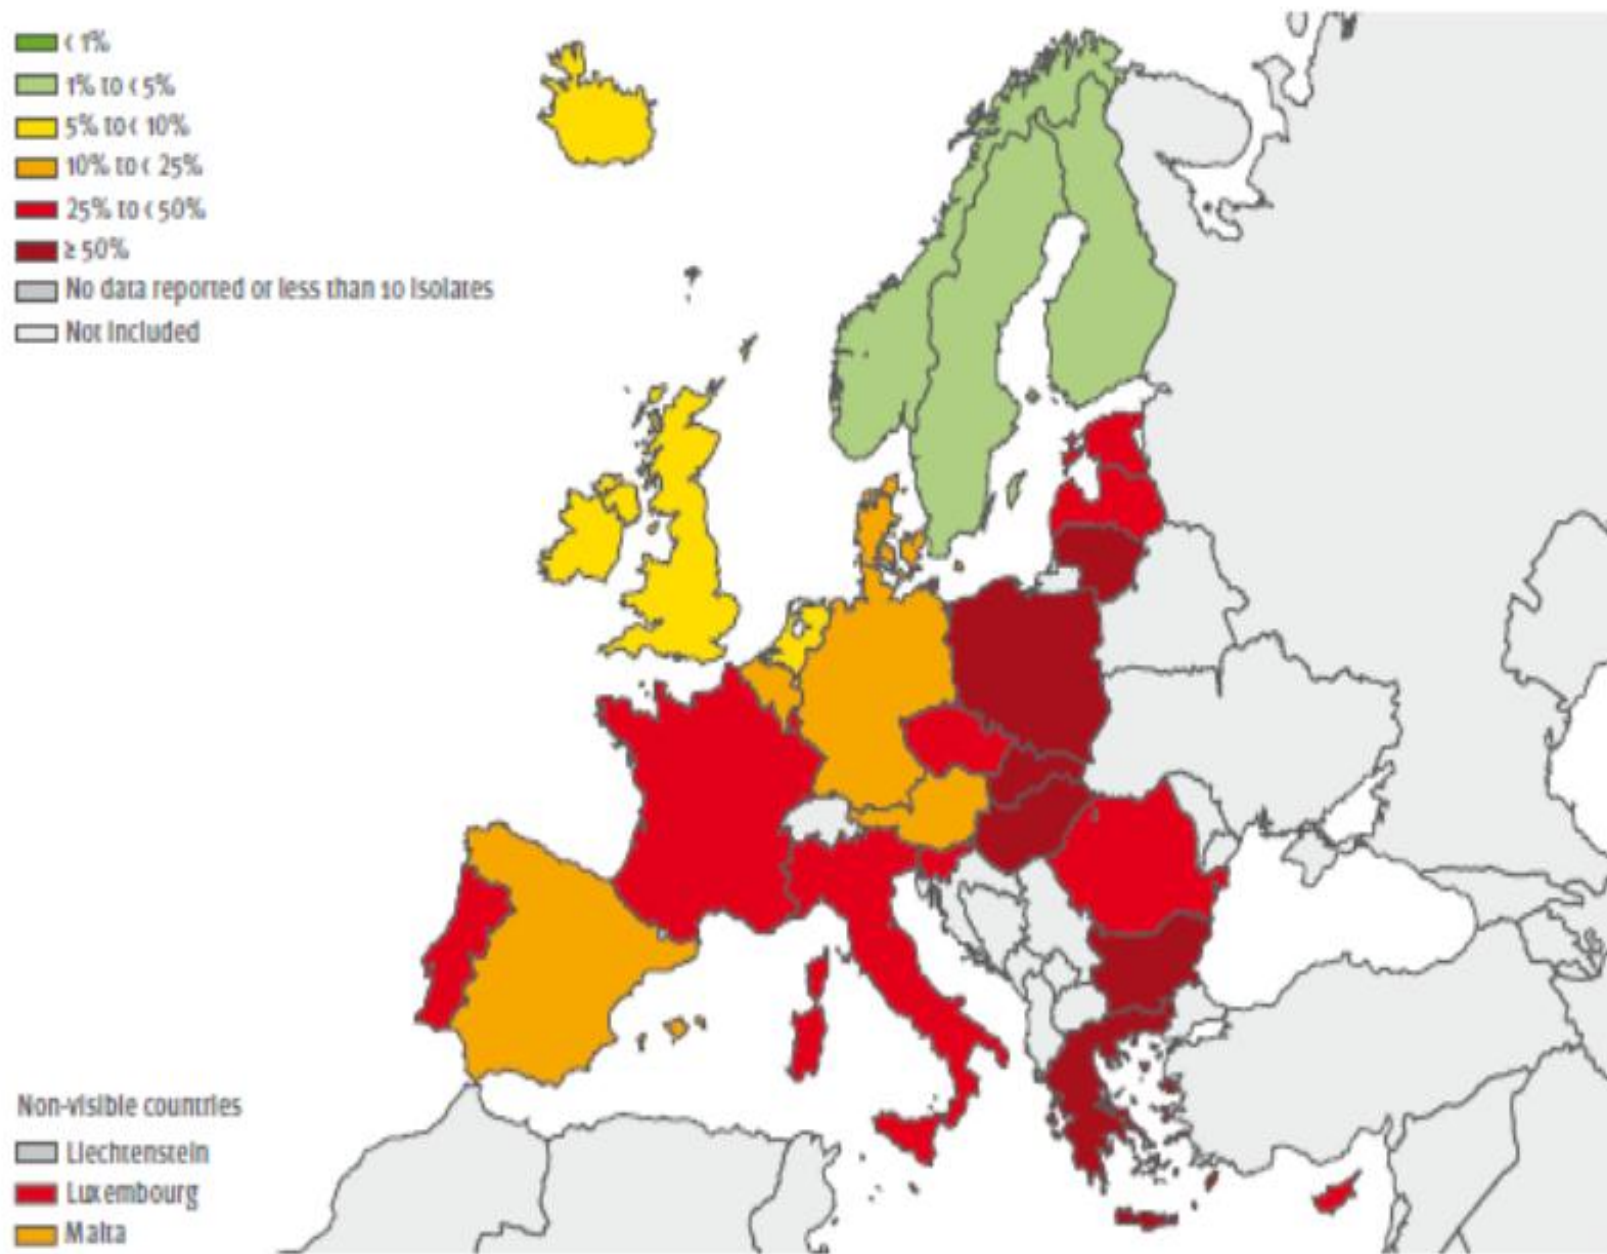 < 1%
1% to < 5%
5% to < 10%
10% to < 25%
25% to < 50%
≥ 50%
No data reported or less than 10 isolates
Not included
Non-visible countries
Liechtenstein
Luxembourg
Malta